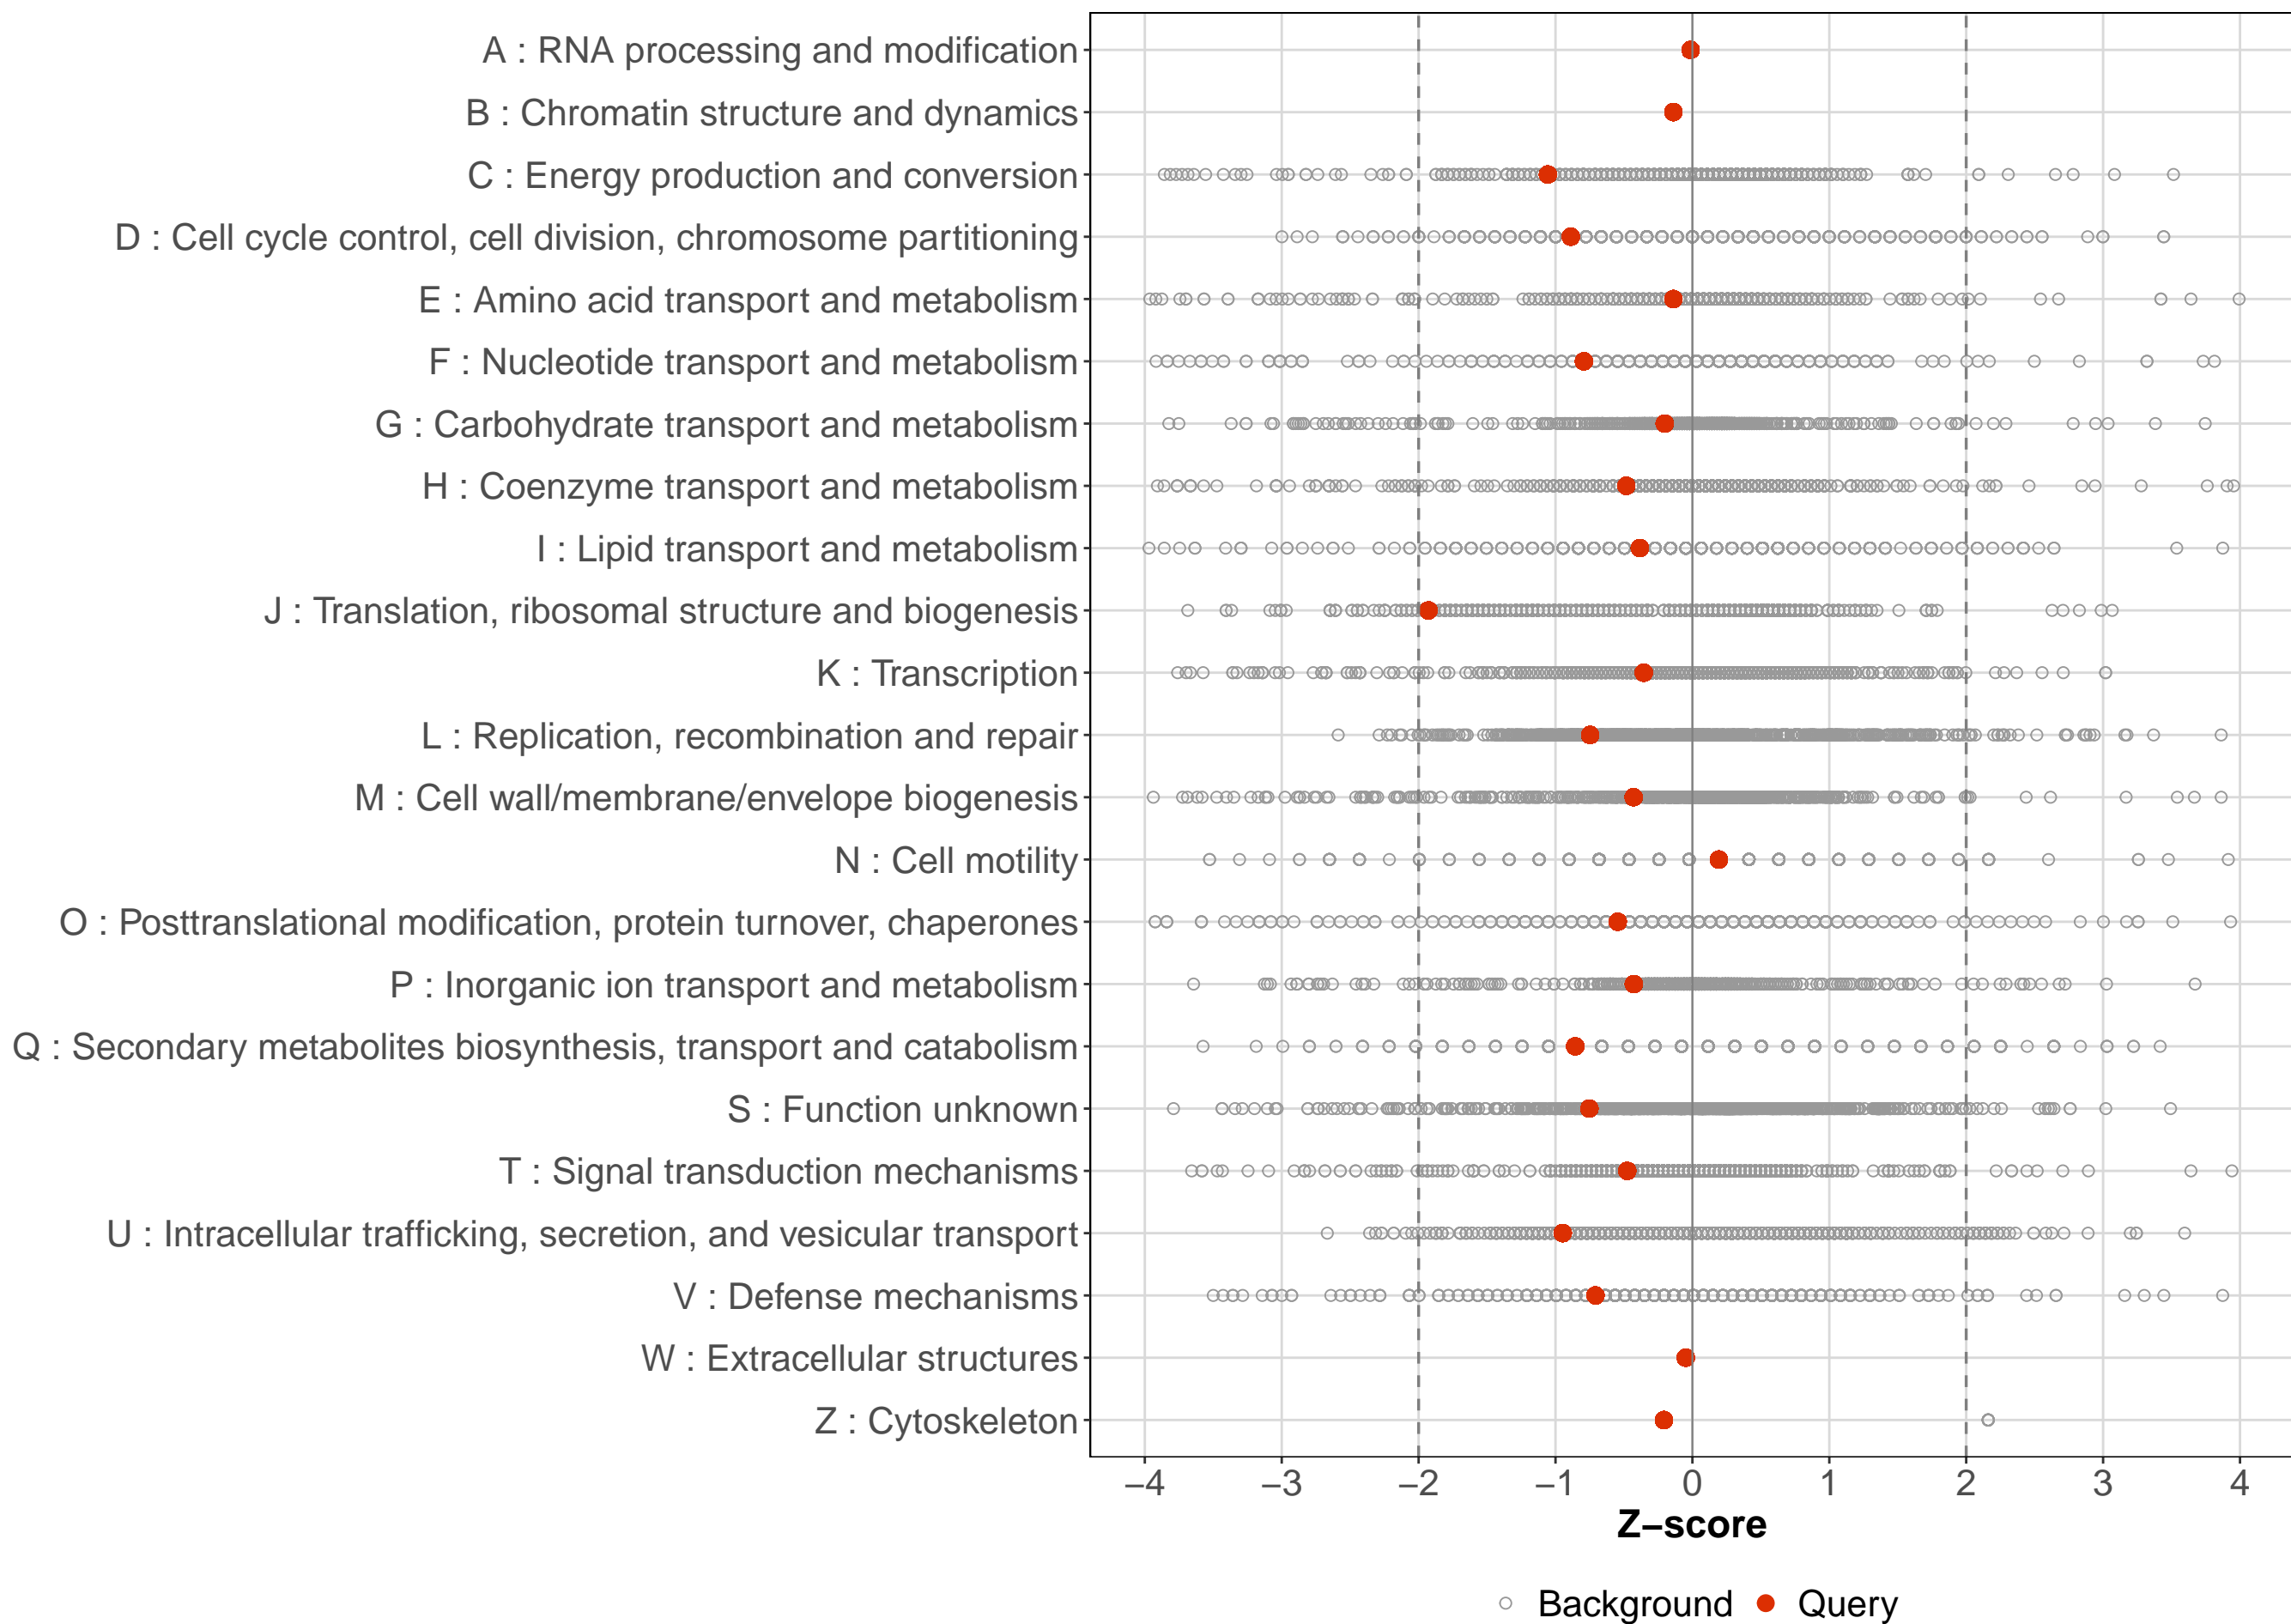 A : RNA processing and modification
B : Chromatin structure and dynamics
C : Energy production and conversion
D : Cell cycle control, cell division, chromosome partitioning
E : Amino acid transport and metabolism
F : Nucleotide transport and metabolism
G : Carbohydrate transport and metabolism
H : Coenzyme transport and metabolism
I : Lipid transport and metabolism
J : Translation, ribosomal structure and biogenesis
K : Transcription
L : Replication, recombination and repair
M : Cell wall/membrane/envelope biogenesis
N : Cell motility
O : Posttranslational modification, protein turnover, chaperones
P : Inorganic ion transport and metabolism
Q : Secondary metabolites biosynthesis, transport and catabolism
S : Function unknown
T : Signal transduction mechanisms
U : Intracellular trafficking, secretion, and vesicular transport
V : Defense mechanisms
W : Extracellular structures
Z : Cytoskeleton
−4 −3 −2 −1 0 1 2 3 4
Z−score
Background Query